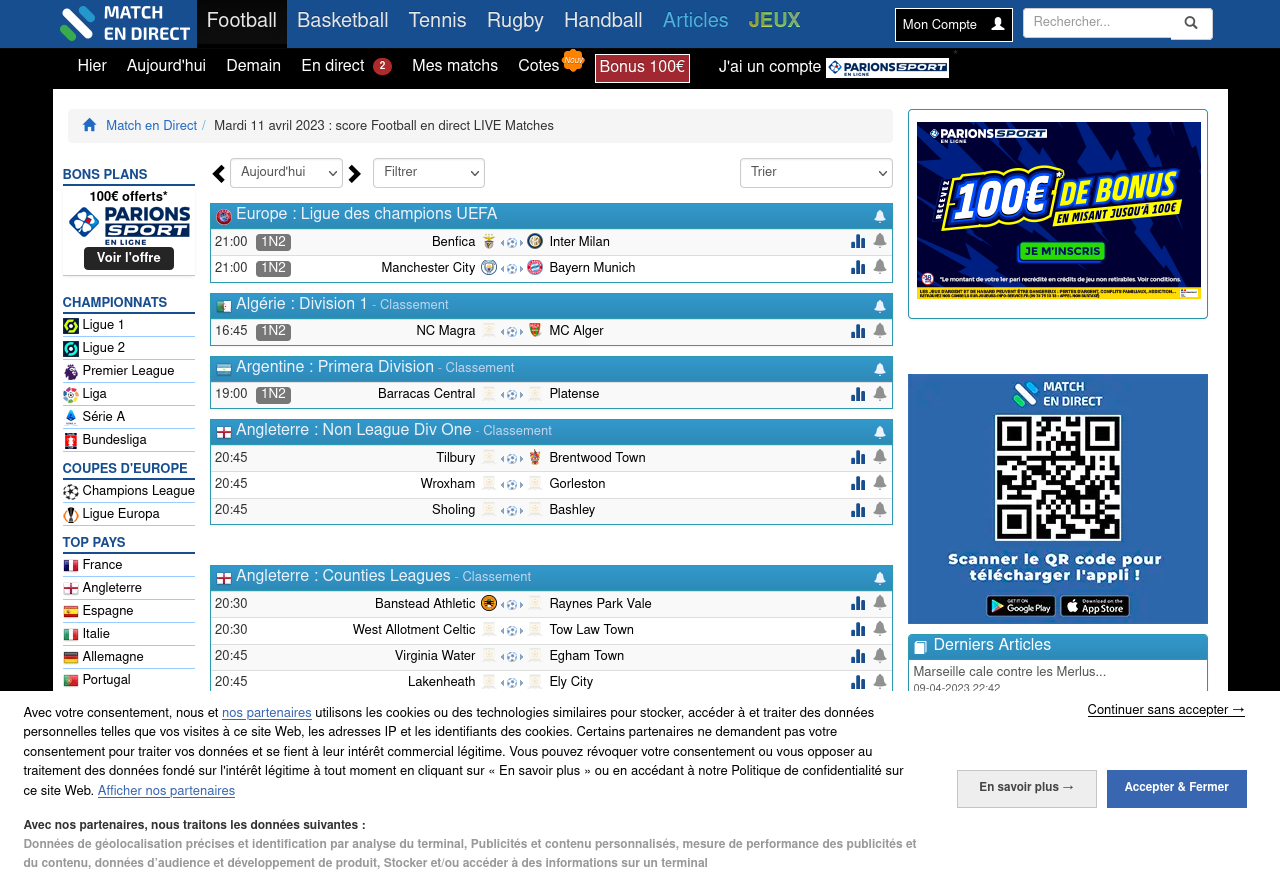 MATCH
EN DIRECT
Football Basketball Tennis Rugby Handball Articles JEUX
Mon Compte
Rechercher...
Hier Aujourd'hui Demain En direct 2 Mes matchs Cotes Nouv Bonus 100€ J'ai un compte PARIONS SPORT EN LIGNE *
Match en Direct / Mardi 11 avril 2023 : score Football en direct LIVE Matches
BONS PLANS
100€ offerts*
PARIONS
SPORT
EN LIGNE
Voir l'offre
CHAMPIONNATS
Ligue 1
Ligue 2
Premier League
Liga
Série A
Bundesliga
COUPES D'EUROPE
Champions League
Ligue Europa
TOP PAYS
France
Angleterre
Espagne
Italie
Allemagne
Portugal
Aujourd'hui Filtrer Trier
Europe : Ligue des champions UEFA
21:00 1N2 Benfica Inter Milan
21:00 1N2 Manchester City Bayern Munich
Algérie : Division 1 - Classement
16:45 1N2 NC Magra MC Alger
Argentine : Primera Division - Classement
19:00 1N2 Barracas Central Platense
Angleterre : Non League Div One - Classement
20:45 Tilbury Brentwood Town
20:45 Wroxham Gorleston
20:45 Sholing Bashley
Angleterre : Counties Leagues - Classement
20:30 Banstead Athletic Raynes Park Vale
20:30 West Allotment Celtic Tow Law Town
20:45 Virginia Water Egham Town
20:45 Lakenheath Ely City
PARIONS SPORT
EN LIGNE
RECEVEZ
100€* DE BONUS
EN MISANT JUSQU'À 100€
JE M'INSCRIS
*Le montant de votre 1er pari recrédité en crédits de jeu non retirables. Voir conditions.
MATCH
EN DIRECT
Scanner le QR code pour
télécharger l'appli !
GET IT ON Google Play Download on the App Store
Derniers Articles
Marseille cale contre les Merlus...
09-04-2023 22:42
Avec votre consentement, nous et nos partenaires utilisons les cookies ou des technologies similaires pour stocker, accéder à et traiter des données
personnelles telles que vos visites à ce site Web, les adresses IP et les identifiants des cookies. Certains partenaires ne demandent pas votre
consentement pour traiter vos données et se fient à leur intérêt commercial légitime. Vous pouvez révoquer votre consentement ou vous opposer au
traitement des données fondé sur l'intérêt légitime à tout moment en cliquant sur « En savoir plus » ou en accédant à notre Politique de confidentialité sur
ce site Web. Afficher nos partenaires
Avec nos partenaires, nous traitons les données suivantes :
Données de géolocalisation précises et identification par analyse du terminal, Publicités et contenu personnalisés, mesure de performance des publicités et
du contenu, données d'audience et développement de produit, Stocker et/ou accéder à des informations sur un terminal
Continuer sans accepter →
En savoir plus →
Accepter & Fermer